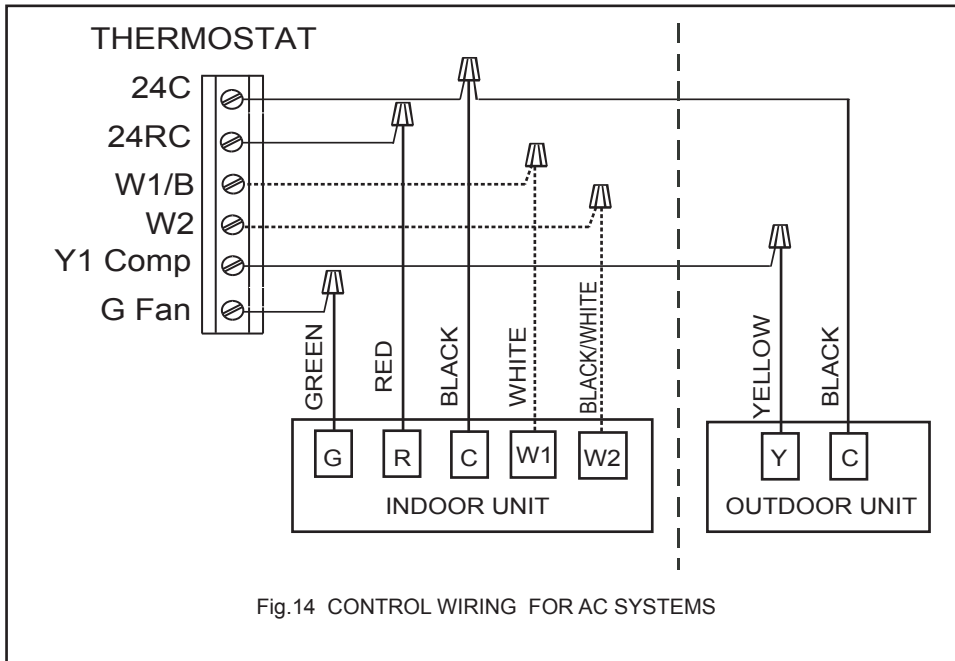 THERMOSTAT
24C
24RC
W1/B
W2
Y1 Comp
G Fan
GREEN
RED
BLACK
WHITE
BLACK/WHITE
YELLOW
BLACK
G R C W1 W2
Y C
INDOOR UNIT
OUTDOOR UNIT
Fig.14 CONTROL WIRING FOR AC SYSTEMS